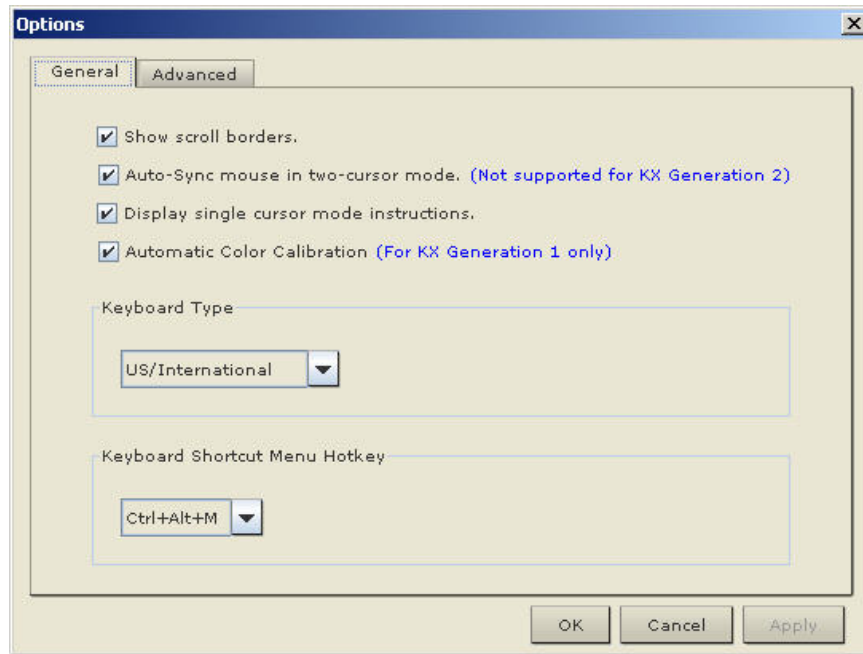 Options
General Advanced
Show scroll borders.
Auto-Sync mouse in two-cursor mode. (Not supported for KX Generation 2)
Display single cursor mode instructions.
Automatic Color Calibration (For KX Generation 1 only)
Keyboard Type
US/International
Keyboard Shortcut Menu Hotkey
Ctrl+Alt+M
OK Cancel Apply